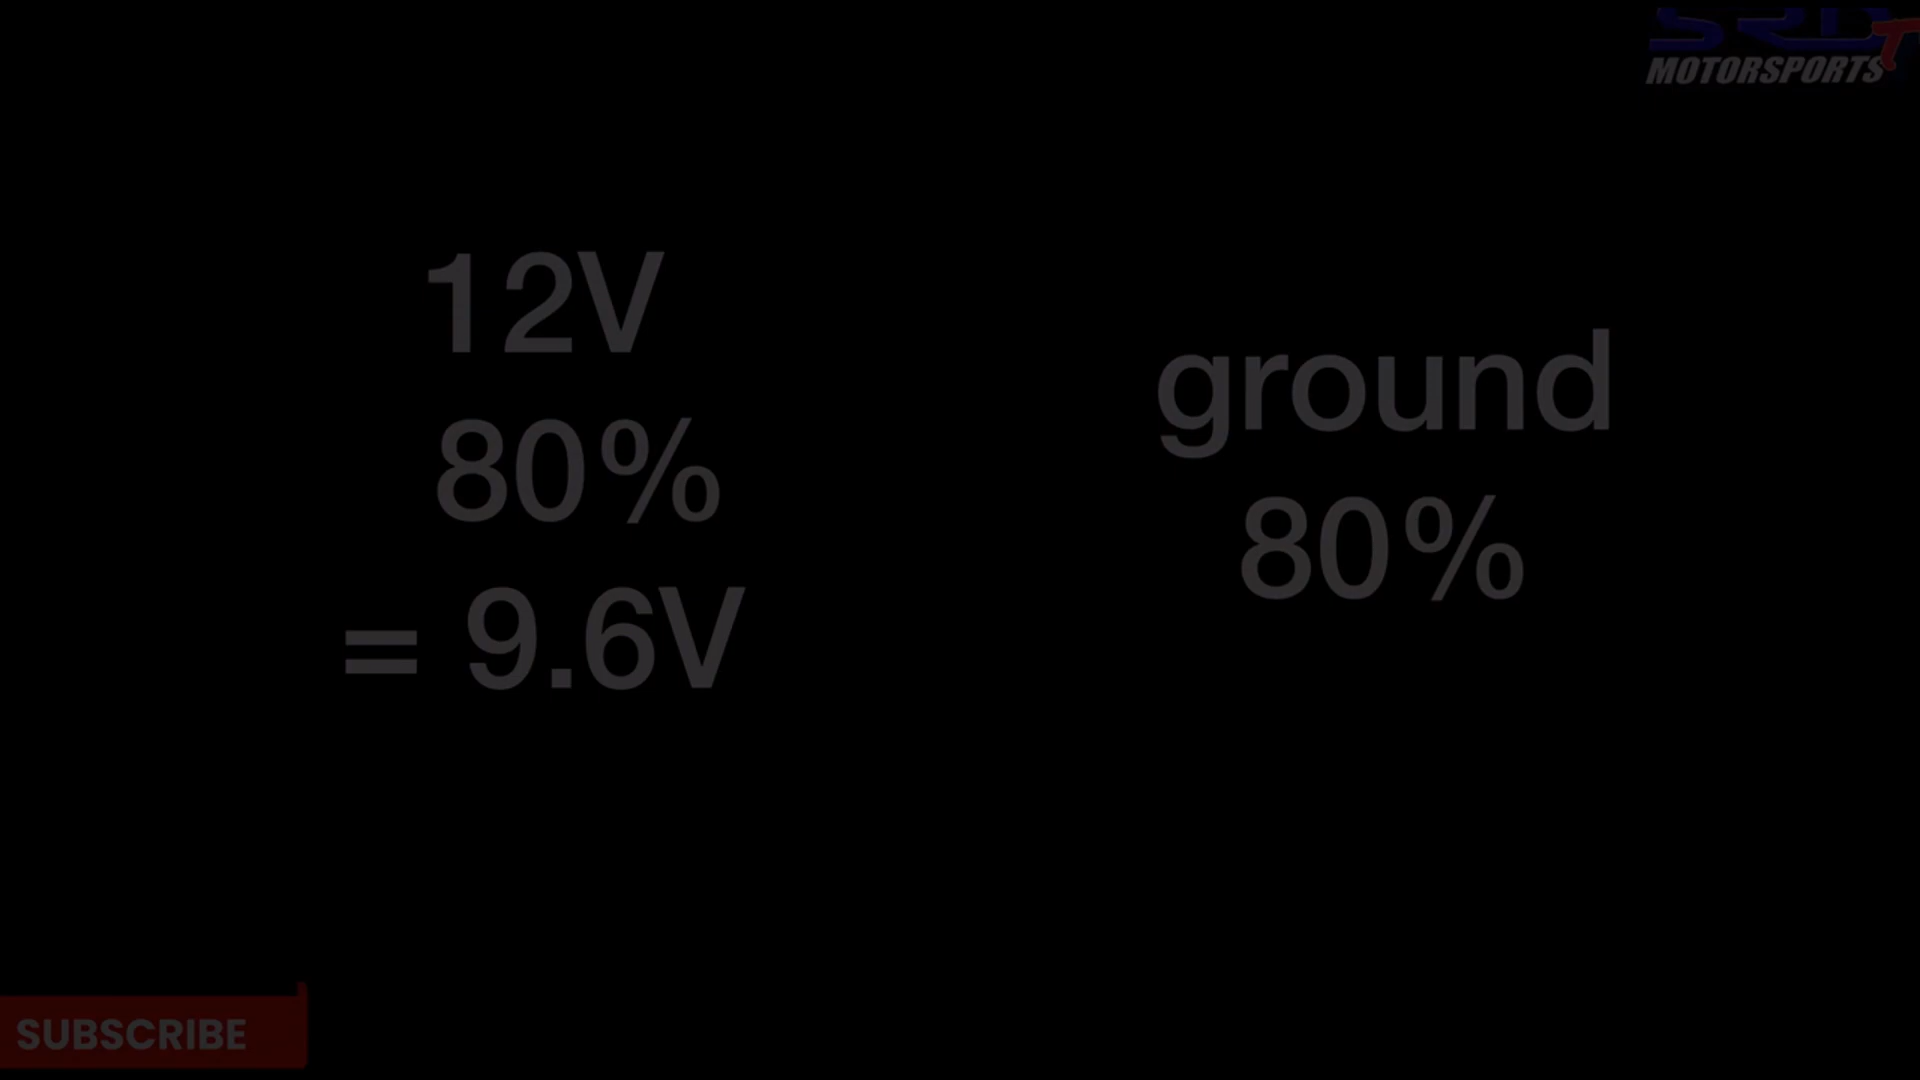 12V
80%
= 9.6V
ground
80%
MOTORSPORTS
SUBSCRIBE